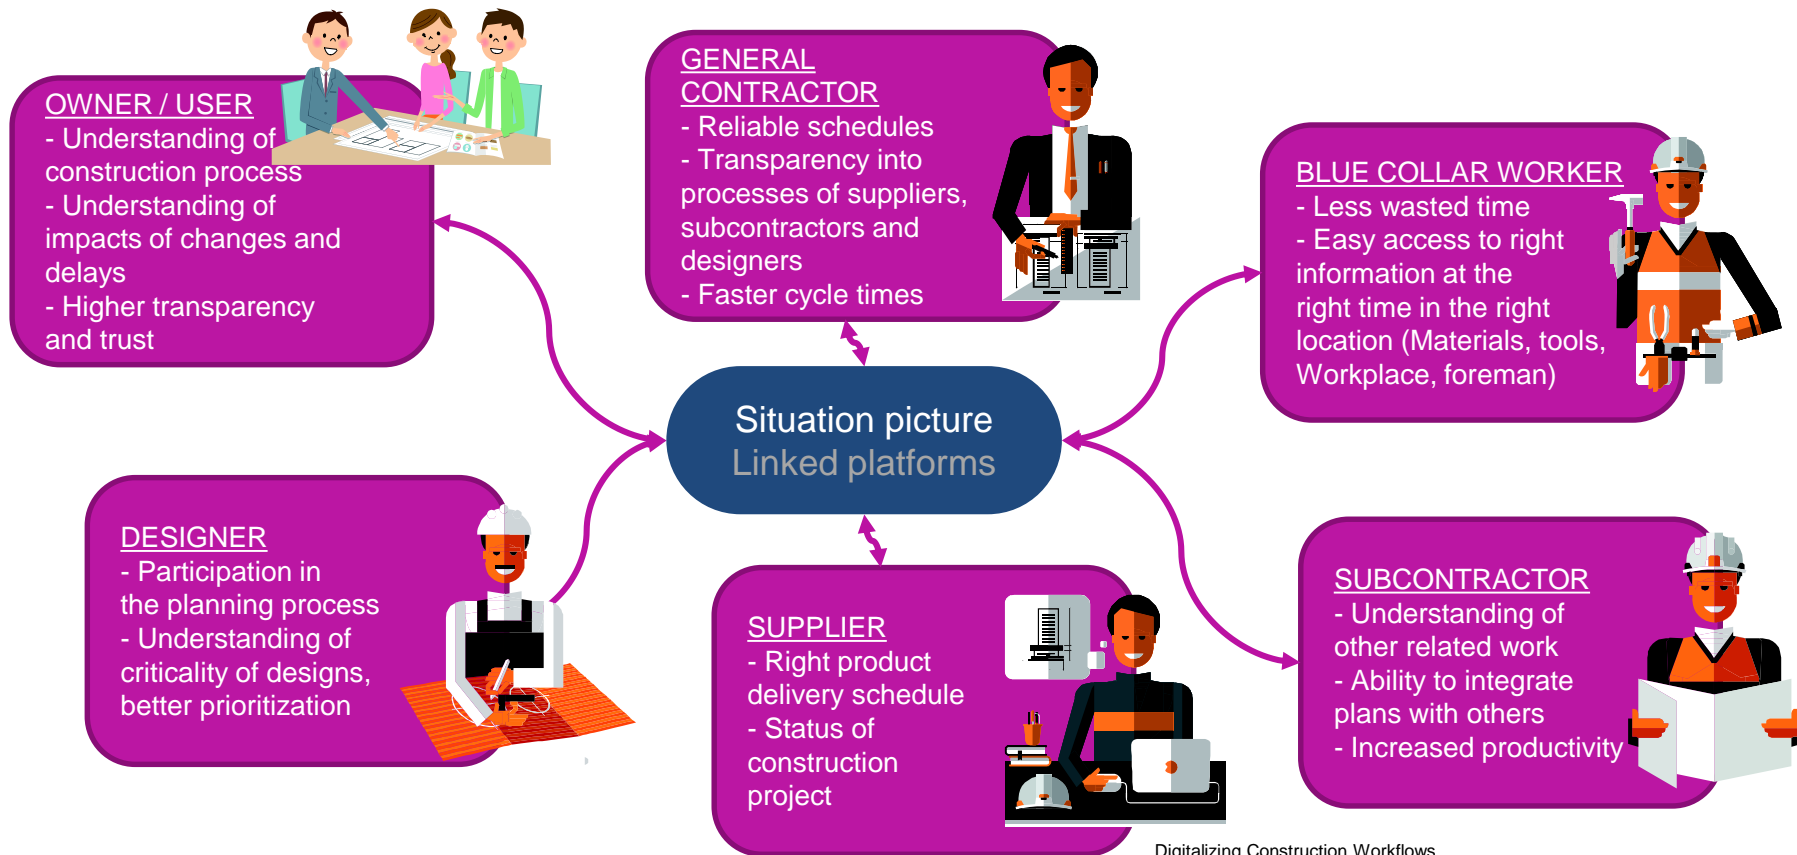 OWNER / USER
- Understanding of
construction process
- Understanding of
impacts of changes and
delays
- Higher transparency
and trust
GENERAL
CONTRACTOR
- Reliable schedules
- Transparency into
processes of suppliers,
subcontractors and
designers
- Faster cycle times
BLUE COLLAR WORKER
- Less wasted time
- Easy access to right
information at the
right time in the right
location (Materials, tools,
Workplace, foreman)
Situation picture
Linked platforms
DESIGNER
- Participation in
the planning process
- Understanding of
criticality of designs,
better prioritization
SUPPLIER
- Right product
delivery schedule
- Status of
construction
project
SUBCONTRACTOR
- Understanding of
other related work
- Ability to integrate
plans with others
- Increased productivity
Digitalizing Construction Workflows